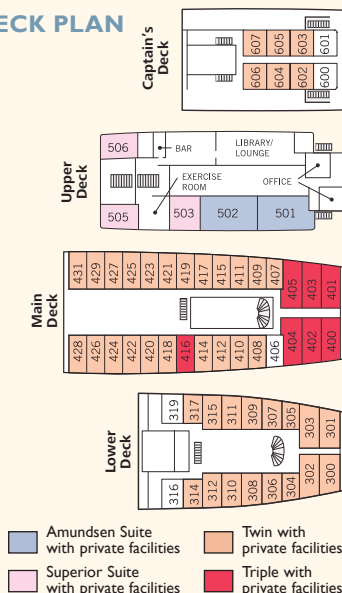 ECK PLAN
Captain's
Deck
607 605 603 601
606 604 602 600
Upper
Deck
506 BAR LIBRARY/
LOUNGE
EXERCISE
ROOM
OFFICE
505 503 502 501
Main
Deck
431 429 427 425 423 421 419 417 415 411 409 407 405 403 401
428 426 424 422 420 418 416 414 412 410 408 406 404 402 400
Lower
Deck
319 317 315 311 309 307 305 303 301
316 314 312 310 308 306 304 302 300
Amundsen Suite
with private facilities
Twin with
private facilities
Superior Suite
with private facilities
Triple with
private facilities